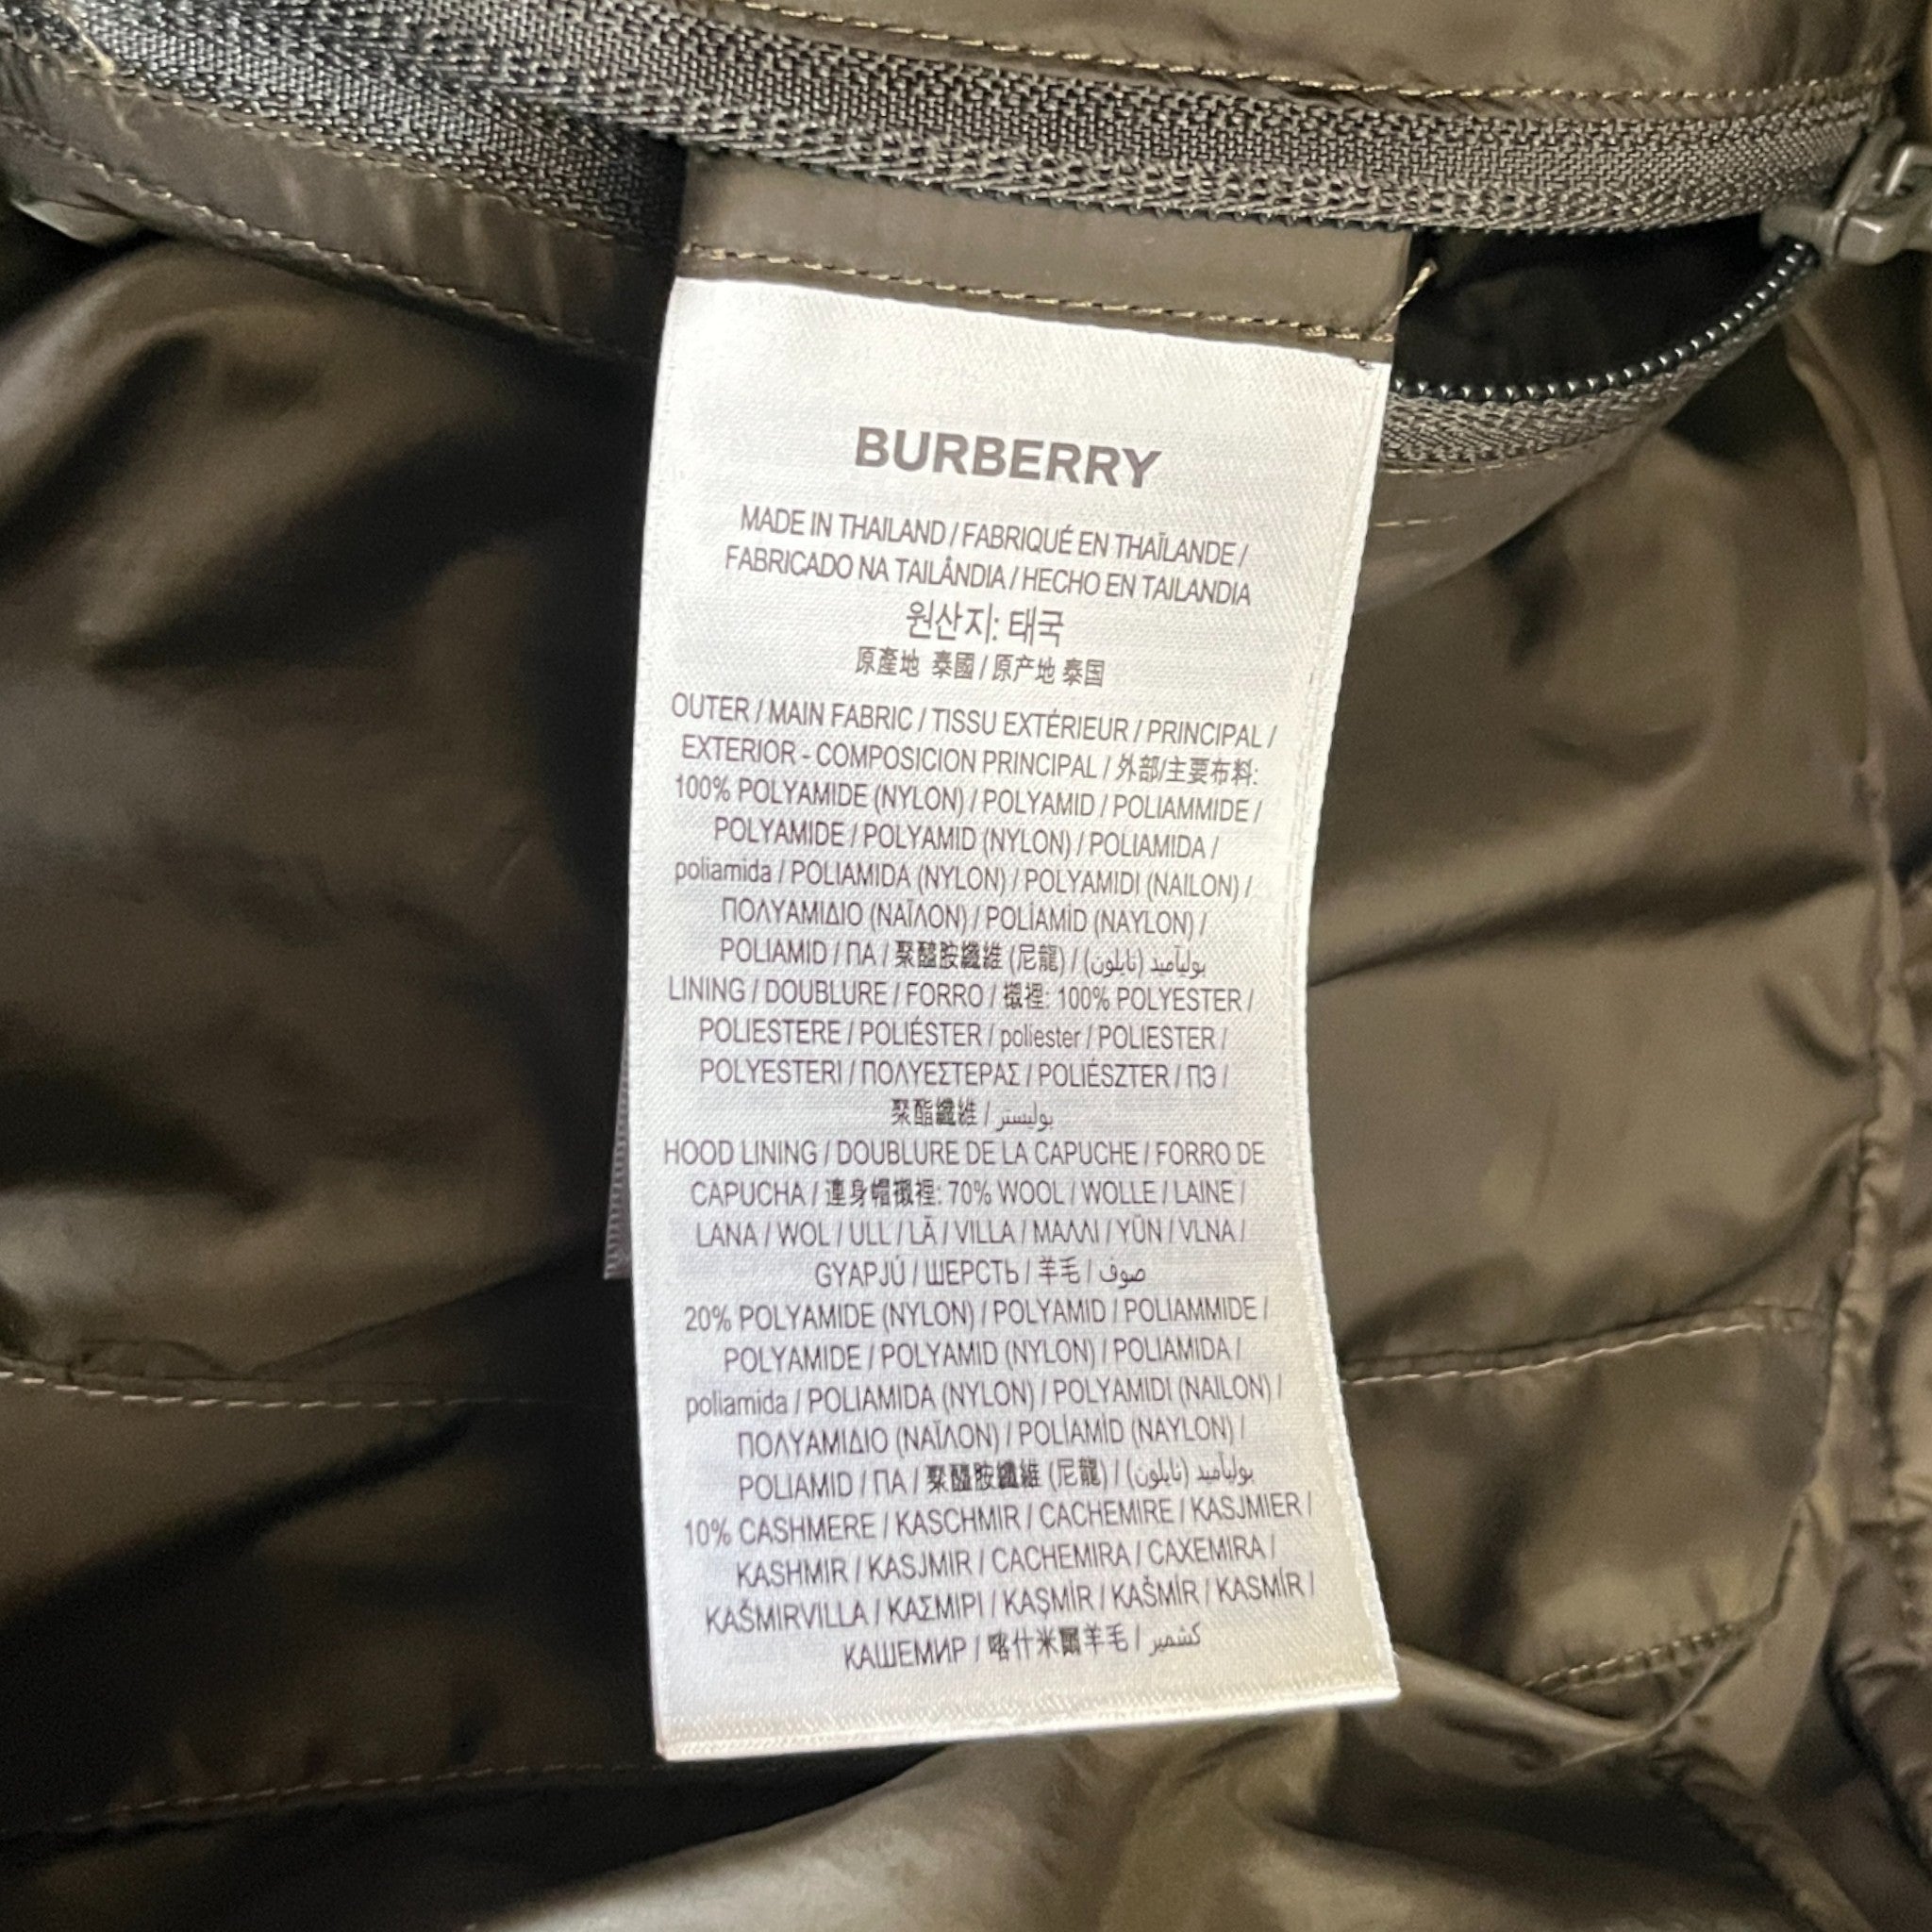 BURBERRY
MADE IN THAILAND / FABRIQUÉ EN THAÏLANDE /
FABRICADO NA TAILÂNDIA / HECHO EN TAILANDIA
원산지: 태국
原產地 泰國 / 原产地 泰国
OUTER / MAIN FABRIC / TISSU EXTÉRIEUR / PRINCIPAL /
EXTERIOR - COMPOSICION PRINCIPAL / 外部/主要布料:
100% POLYAMIDE (NYLON) / POLYAMID / POLIAMMIDE /
POLYAMIDE / POLYAMID (NYLON) / POLIAMIDA /
poliamida / POLIAMIDA (NYLON) / POLYAMIDI (NAILON) /
ΠΟΛΥΑΜΙΔΙΟ (ΝΑΪΛΟΝ) / POLİAMİD (NAYLON) /
POLIAMID / ПА / 聚醯胺纖維 (尼龍) / بوليآميد (نايلون)
LINING / DOUBLURE / FORRO / 襯裡: 100% POLYESTER /
POLIESTERE / POLIÉSTER / poliester / POLIESTER /
POLYESTERI / ΠΟΛΥΕΣΤΕΡΑΣ / POLIÉSZTER / ПЭ /
聚酯纖維 / بوليستر
HOOD LINING / DOUBLURE DE LA CAPUCHE / FORRO DE
CAPUCHA / 連身帽襯裡: 70% WOOL / WOLLE / LAINE /
LANA / WOL / ULL / LÃ / VILLA / ΜΑΛΛΙ / YÜN / VLNA /
GYAPJÚ / ШЕРСТЬ / 羊毛 / صوف
20% POLYAMIDE (NYLON) / POLYAMID / POLIAMMIDE /
POLYAMIDE / POLYAMID (NYLON) / POLIAMIDA /
poliamida / POLIAMIDA (NYLON) / POLYAMIDI (NAILON) /
ΠΟΛΥΑΜΙΔΙΟ (ΝΑΪΛΟΝ) / POLİAMİD (NAYLON) /
POLIAMID / ПА / 聚醯胺纖維 (尼龍) / بوليآميد (نايلون)
10% CASHMERE / KASCHMIR / CACHEMIRE / KASJMIER /
KASHMIR / KASJMIR / CACHEMIRA / CAXEMIRA /
KAŠMIRVILLA / ΚΑΣΜΙΡΙ / KAŞMİR / KAŠMÍR / KASMÍR /
КАШЕМИР / 喀什米爾羊毛 / كشمير